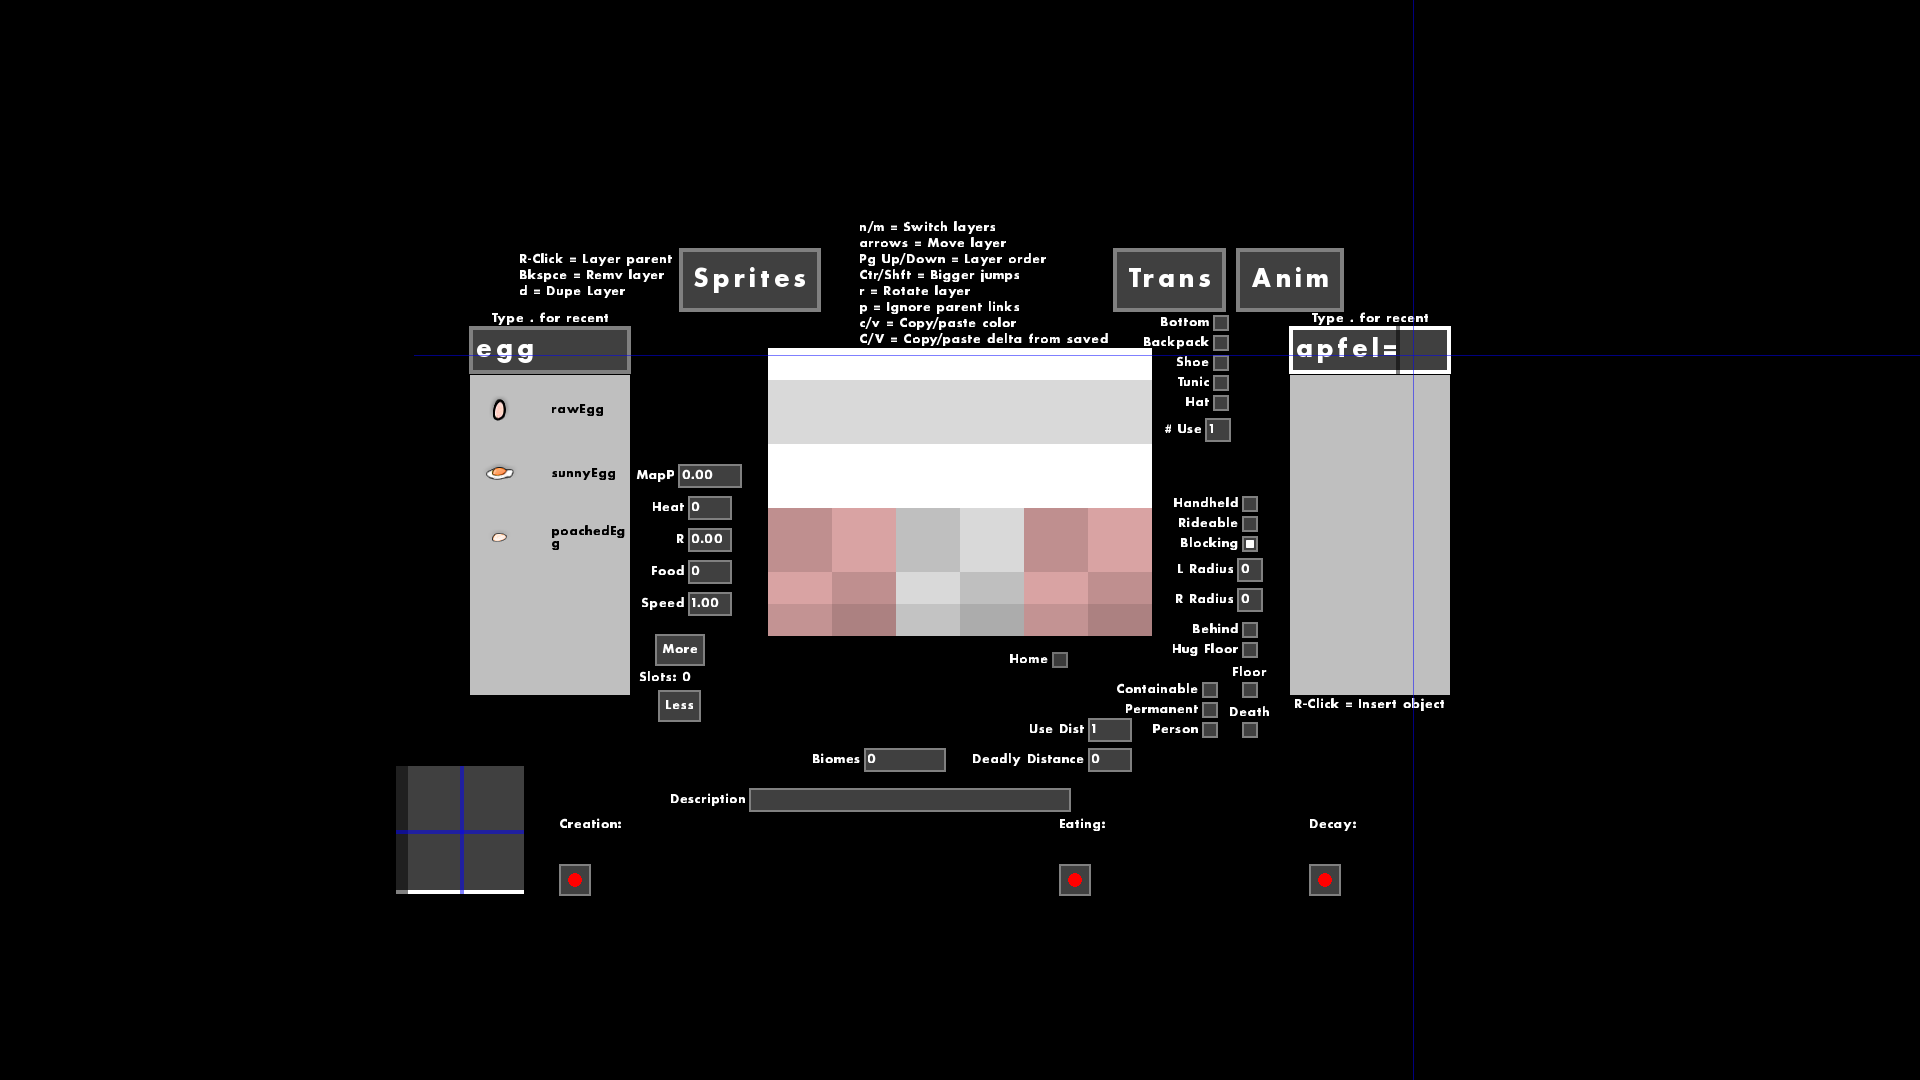 n/m = Switch layers
arrows = Move layer
Pg Up/Down = Layer order
Ctr/Shft = Bigger jumps
r = Rotate layer
p = Ignore parent links
c/v = Copy/paste color
C/V = Copy/paste delta from saved
R-Click = Layer parent
Bkspce = Remv layer
d = Dupe Layer
Sprites
Trans
Anim
Type . for recent
egg
rawEgg
sunnyEgg
poachedEg
g
MapP 0.00
Heat 0
R 0.00
Food 0
Speed 1.00
More
Slots: 0
Less
Bottom
Backpack
Shoe
Tunic
Hat
# Use 1
Handheld
Rideable
Blocking
L Radius 0
R Radius 0
Behind
Hug Floor
Floor
Home
Containable
Permanent
Death
Person
Use Dist 1
Biomes 0
Deadly Distance 0
Description
Type . for recent
apfel=
R-Click = Insert object
Creation:
Eating:
Decay: